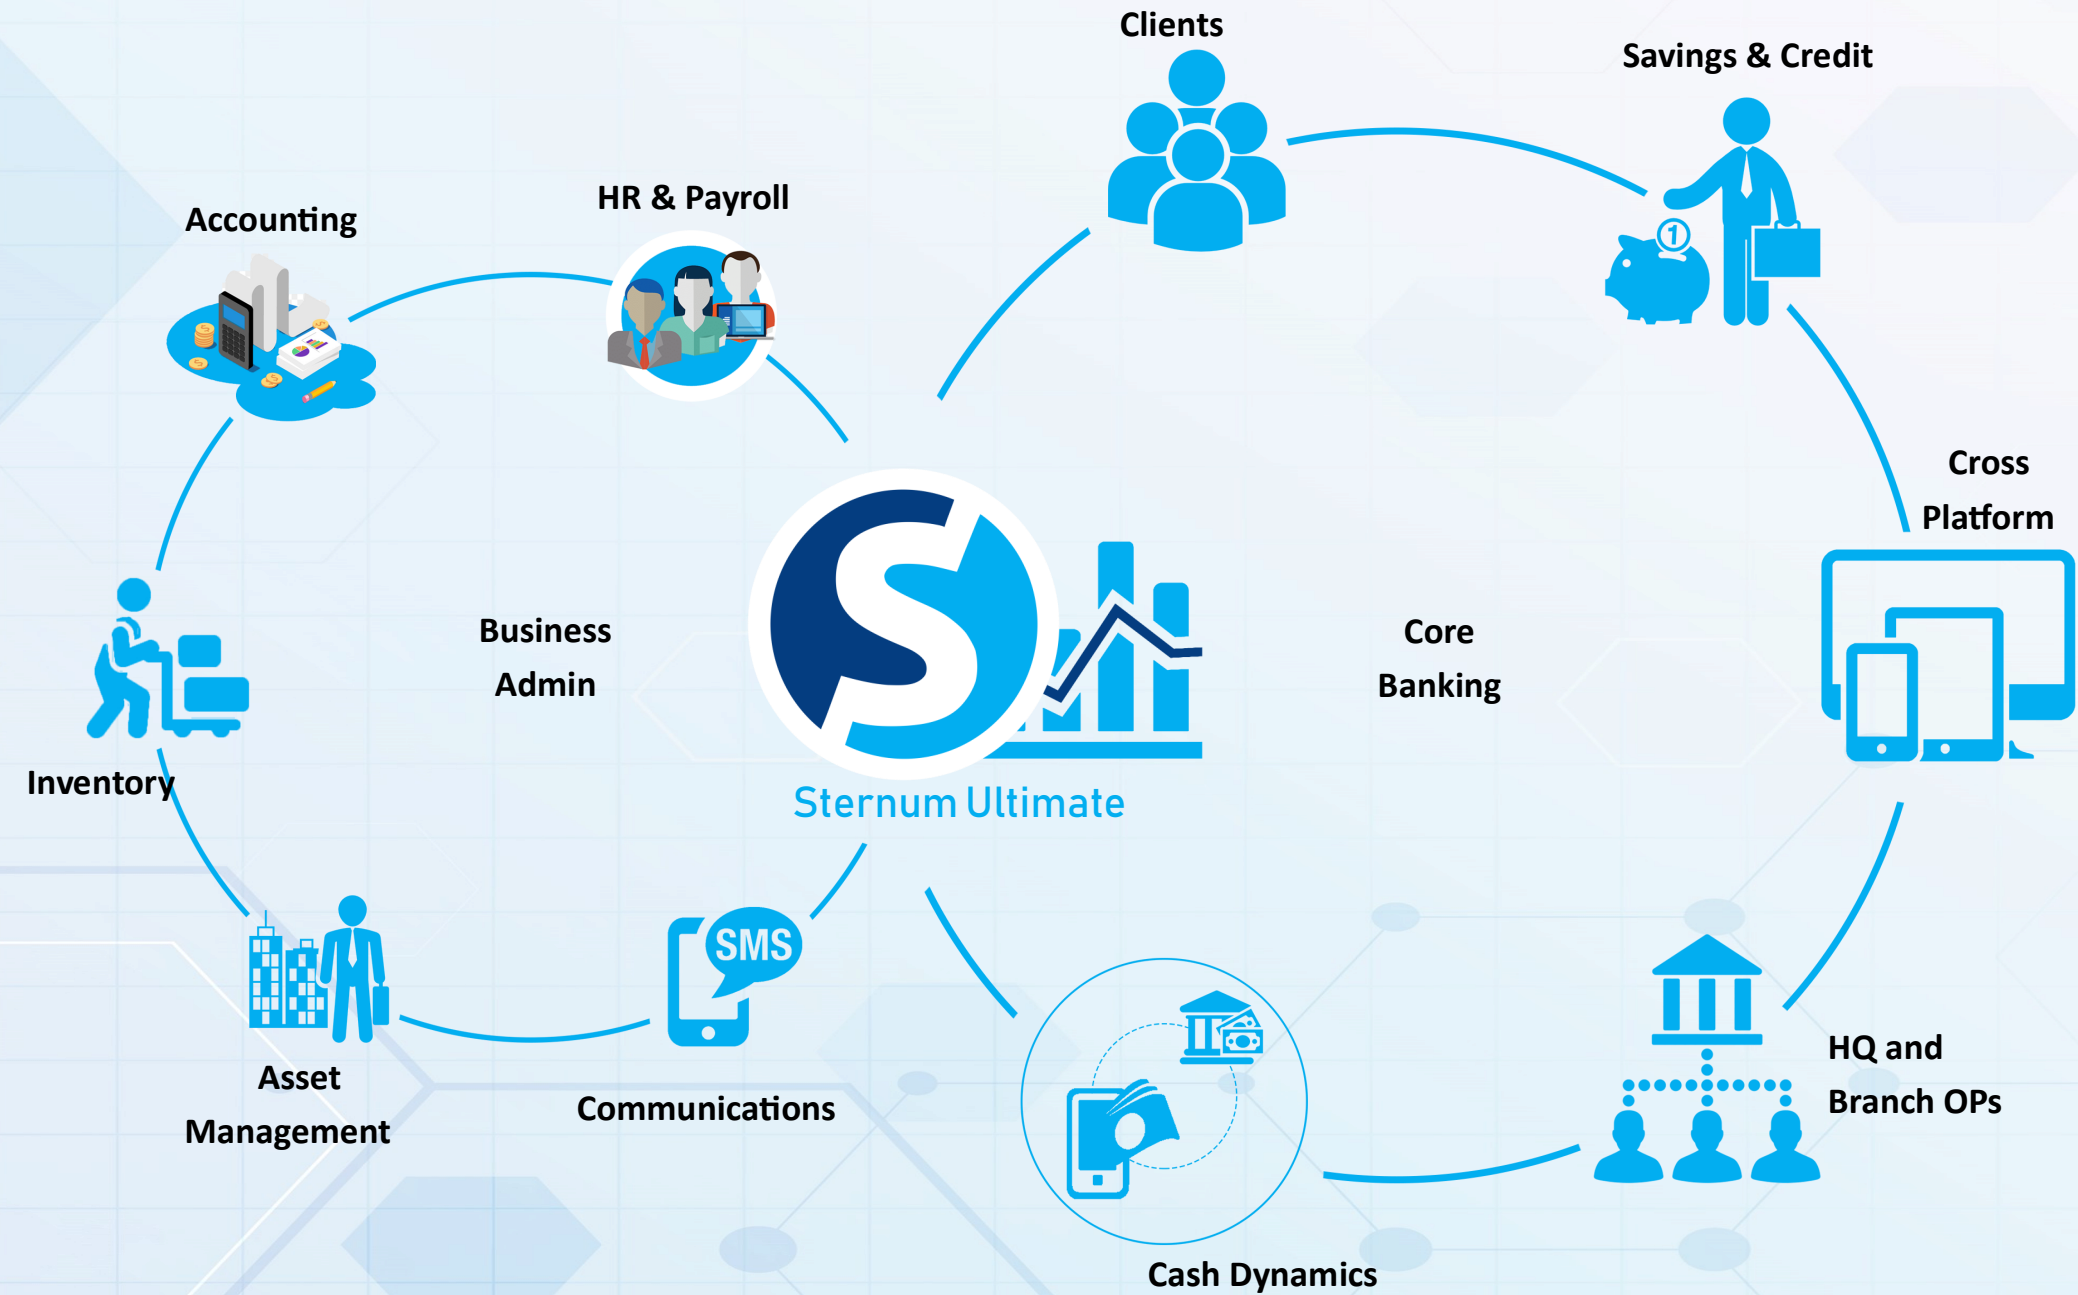 Clients
Savings & Credit
HR & Payroll
Accounting
1
Cross
Platform
Business
Admin
S
Core
Banking
Inventory
Sternum Ultimate
SMS
HQ and
Branch OPs
Asset
Management
Communications
Cash Dynamics